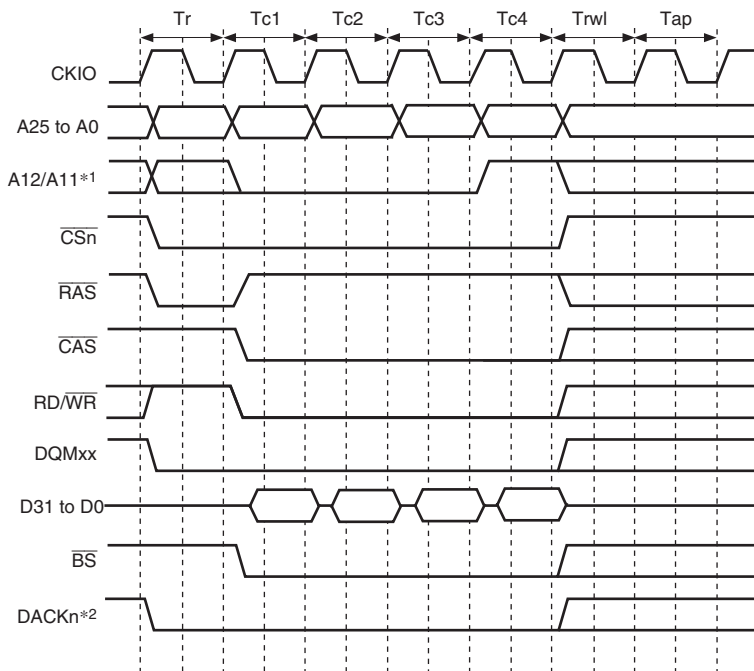 Tr Tc1 Tc2 Tc3 Tc4 Trwl Tap
CKIO
A25 to A0
A12/A11*1
CSn
RAS
CAS
RD/WR
DQMxx
D31 to D0
BS
DACKn*2